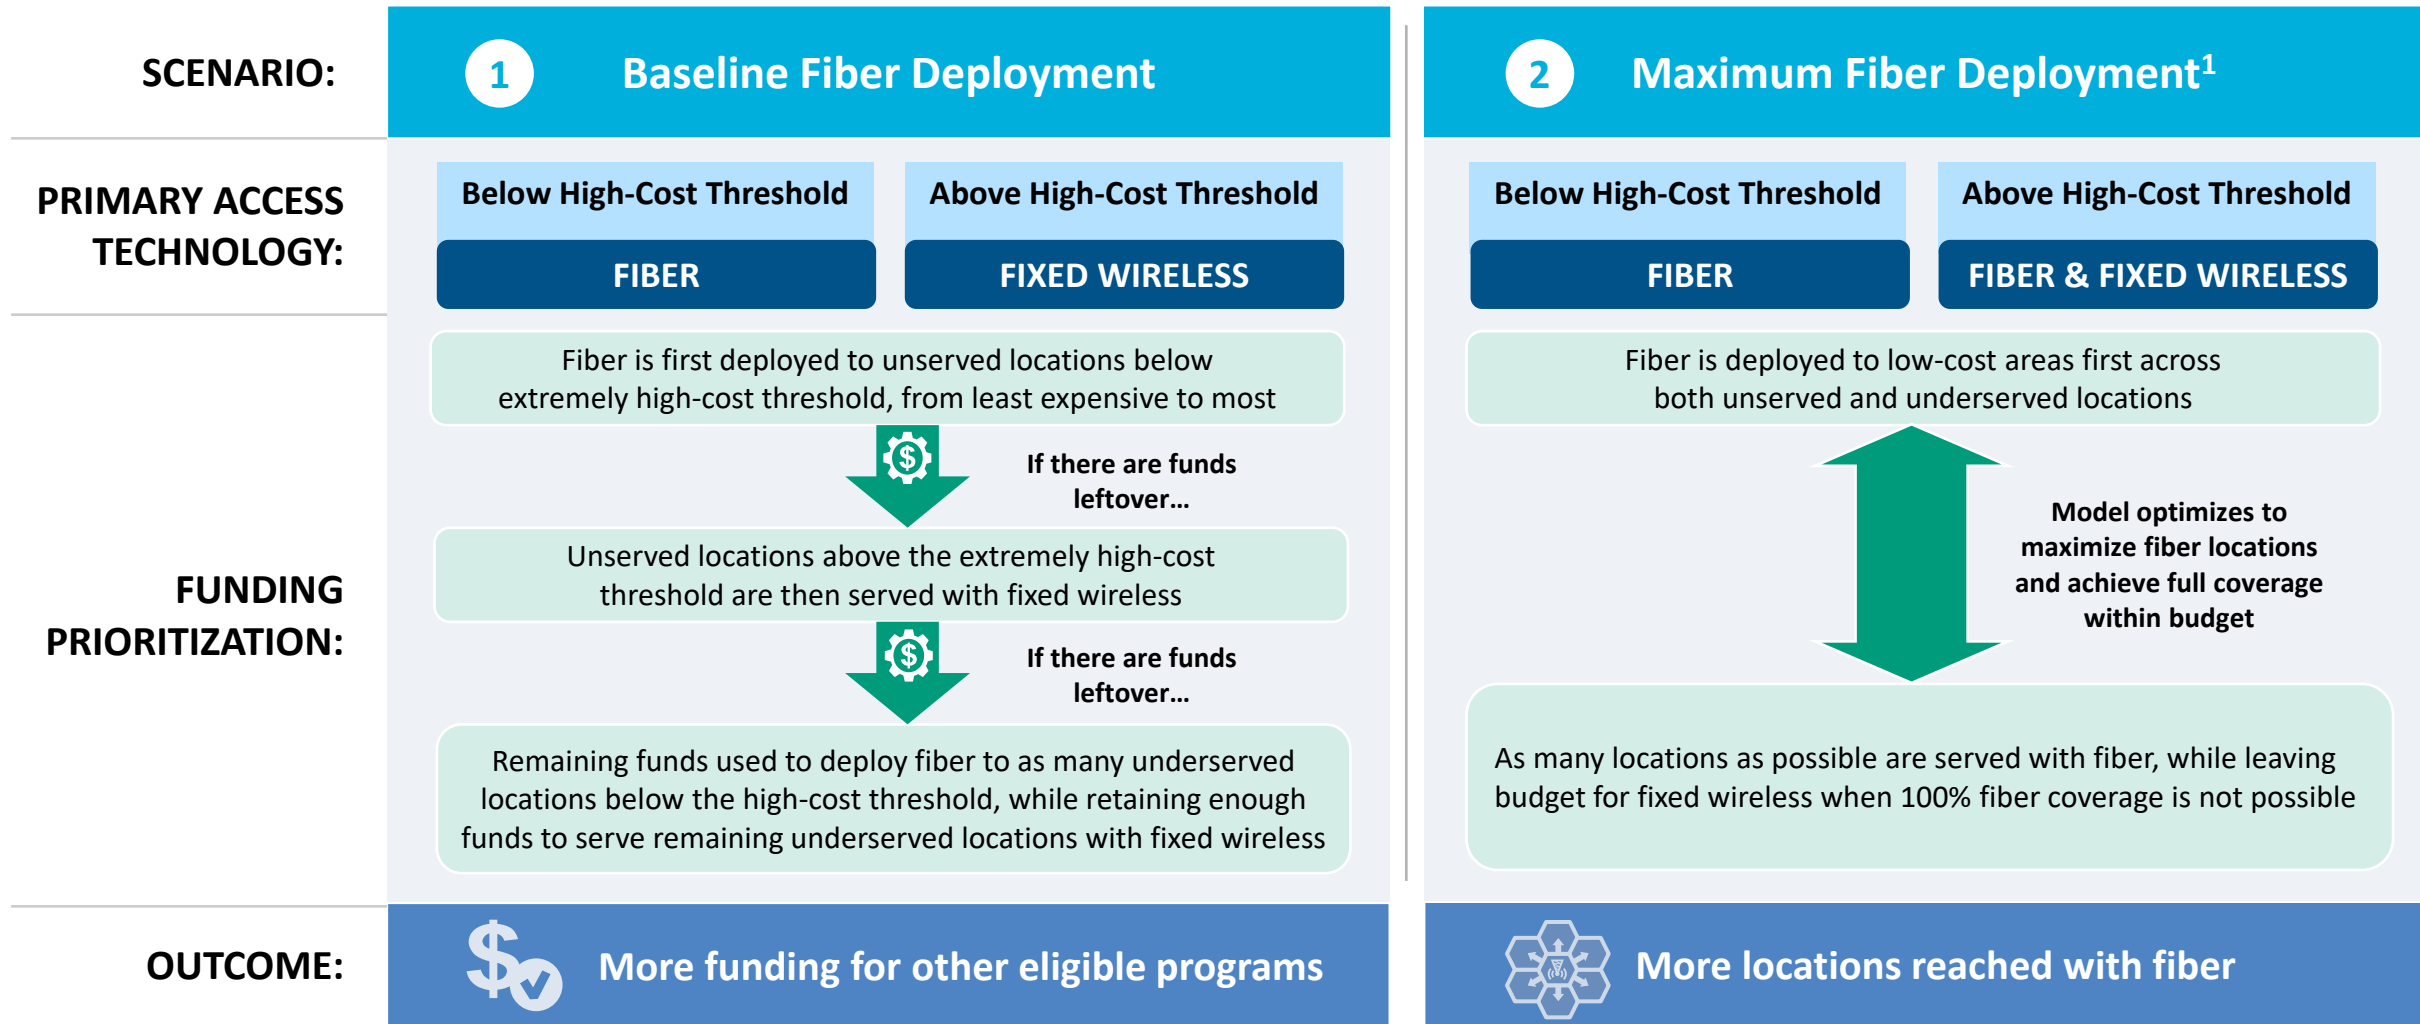 SCENARIO:
1
Baseline Fiber Deployment
2
Maximum Fiber Deployment1
PRIMARY ACCESS
TECHNOLOGY:
Below High-Cost Threshold
FIBER
Above High-Cost Threshold
FIXED WIRELESS
Below High-Cost Threshold
FIBER
Above High-Cost Threshold
FIBER & FIXED WIRELESS
FUNDING
PRIORITIZATION:
Fiber is first deployed to unserved locations below
extremely high-cost threshold, from least expensive to most
$
If there are funds
leftover…
Unserved locations above the extremely high-cost
threshold are then served with fixed wireless
$
If there are funds
leftover…
Remaining funds used to deploy fiber to as many underserved
locations below the high-cost threshold, while retaining enough
funds to serve remaining underserved locations with fixed wireless
Fiber is deployed to low-cost areas first across
both unserved and underserved locations
Model optimizes to
maximize fiber locations
and achieve full coverage
within budget
As many locations as possible are served with fiber, while leaving
budget for fixed wireless when 100% fiber coverage is not possible
OUTCOME:
$
More funding for other eligible programs
More locations reached with fiber